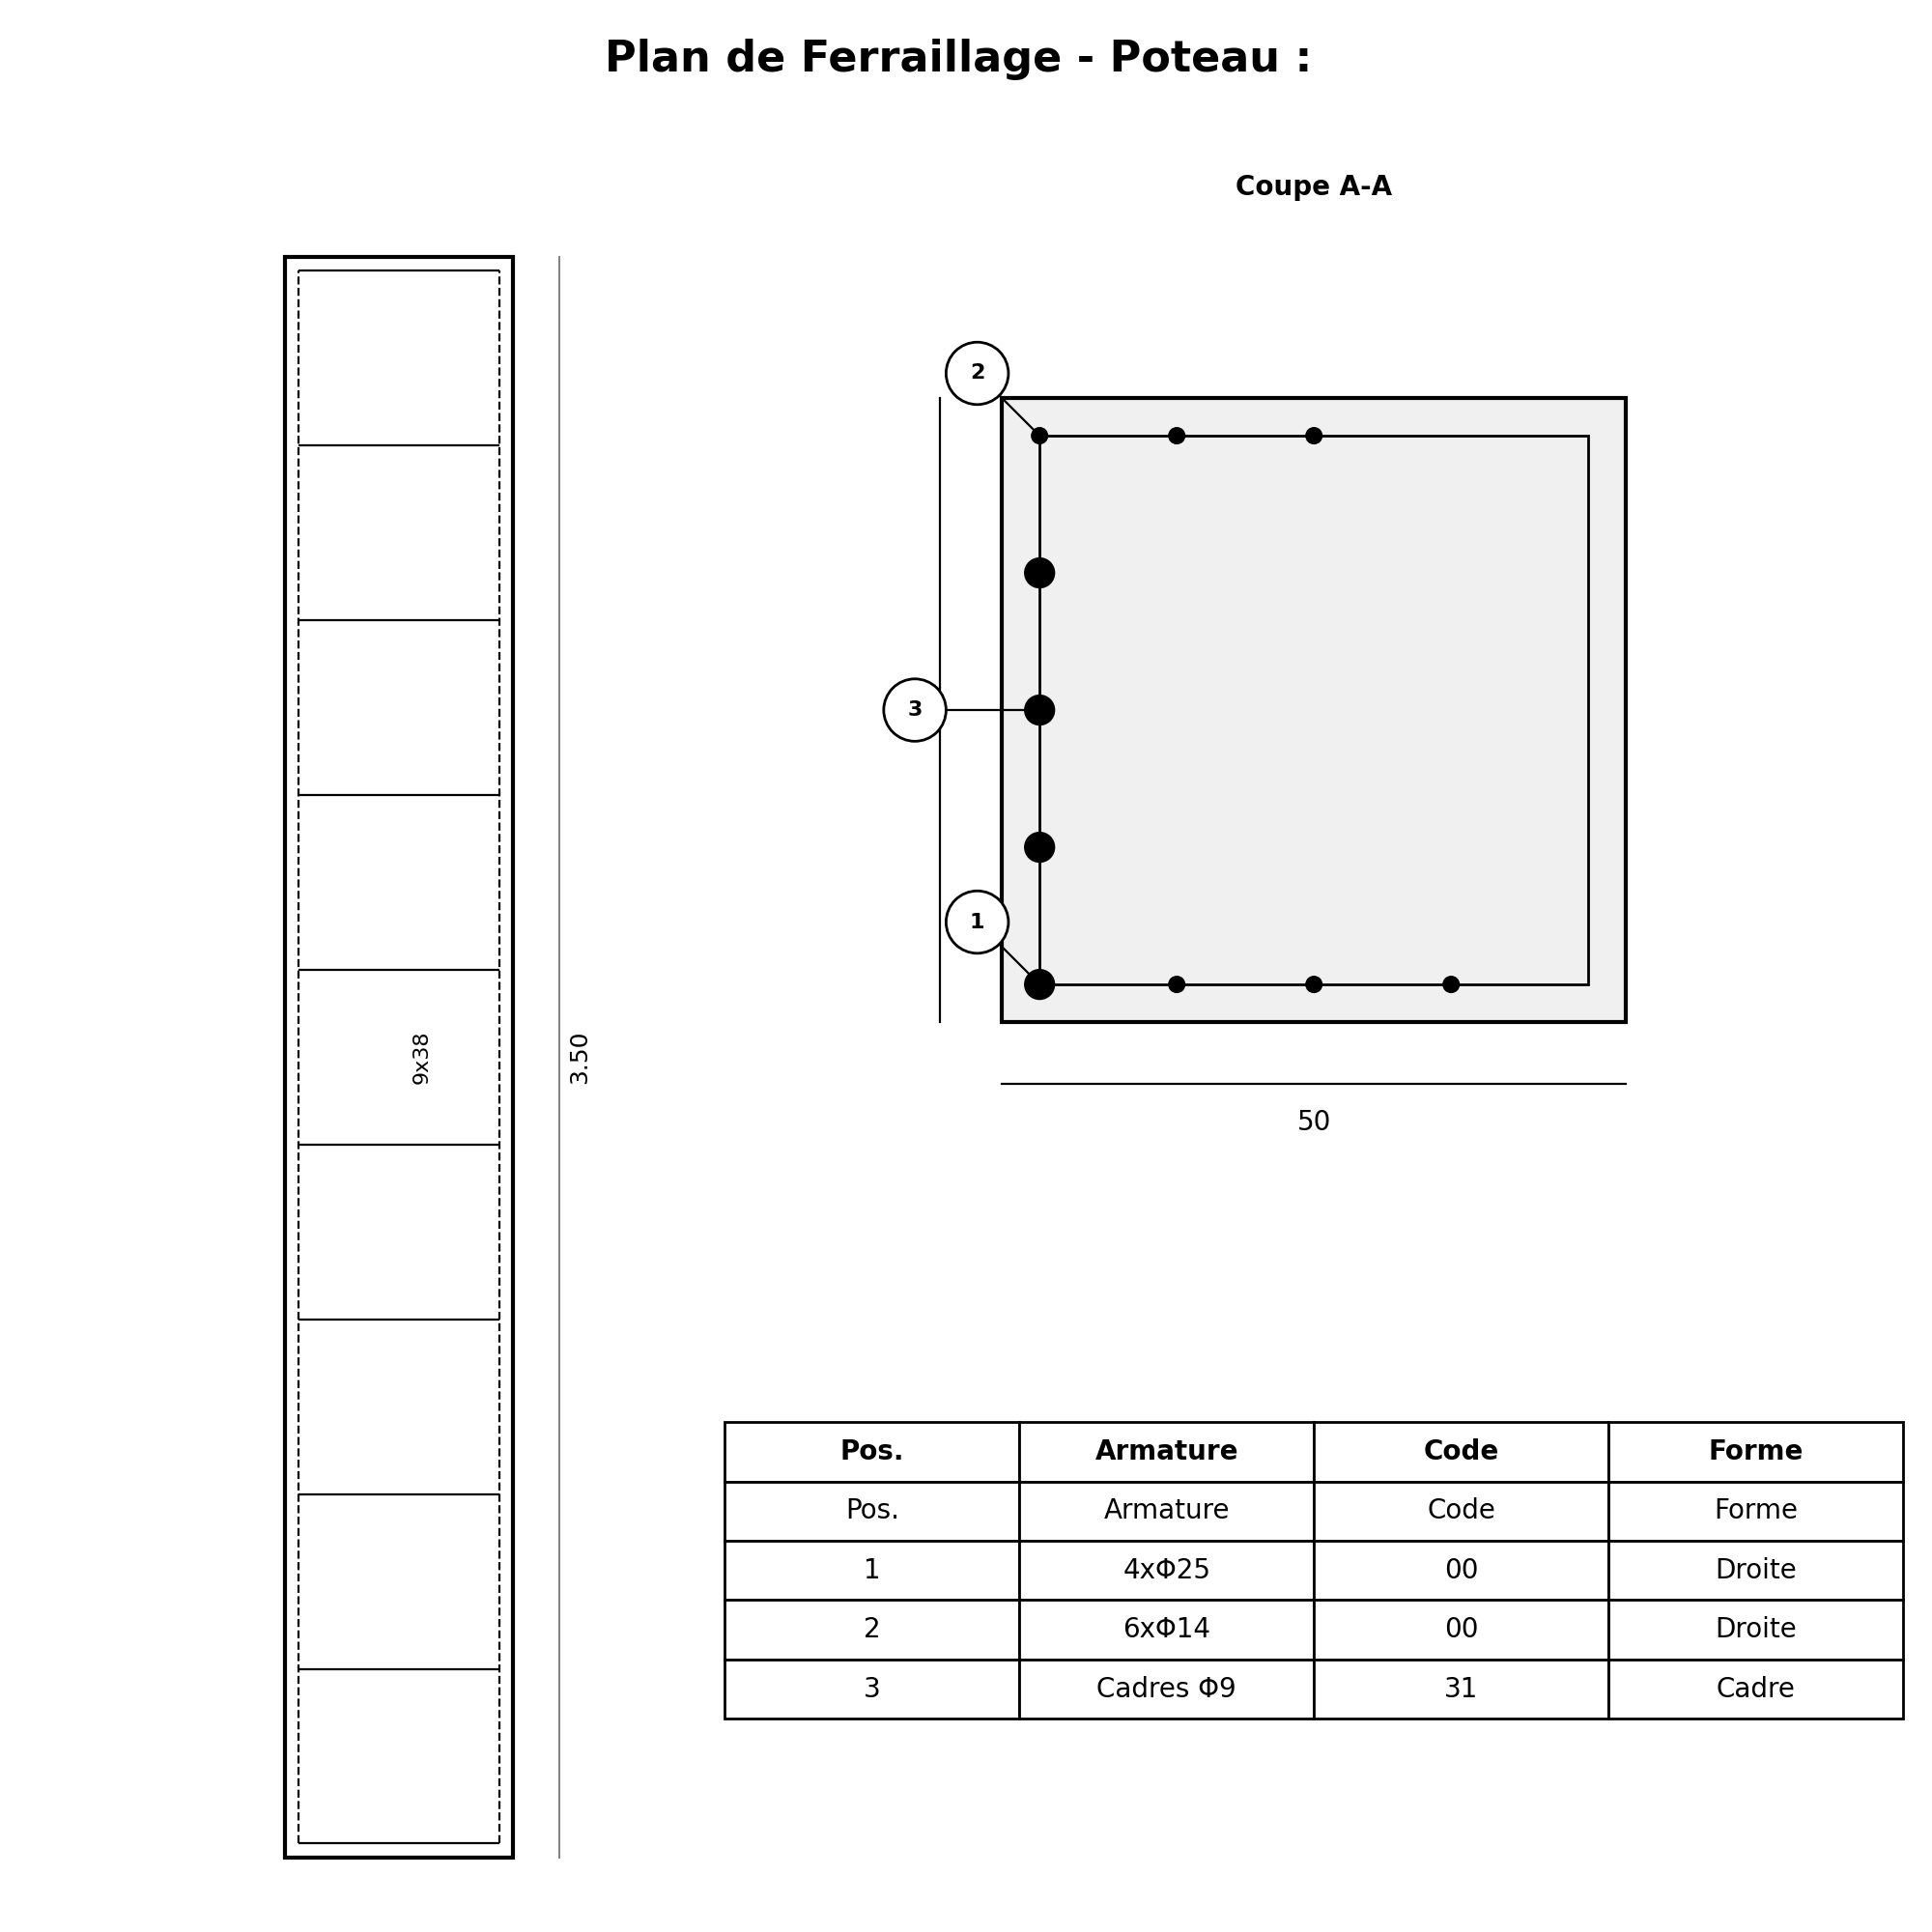 Plan de Ferraillage - Poteau :
Coupe A-A
2
3
1
9x38
3.50
50
Pos. Armature Code Forme
Pos. Armature Code Forme
1 4xΦ25 00 Droite
2 6xΦ14 00 Droite
3 Cadres Φ9 31 Cadre